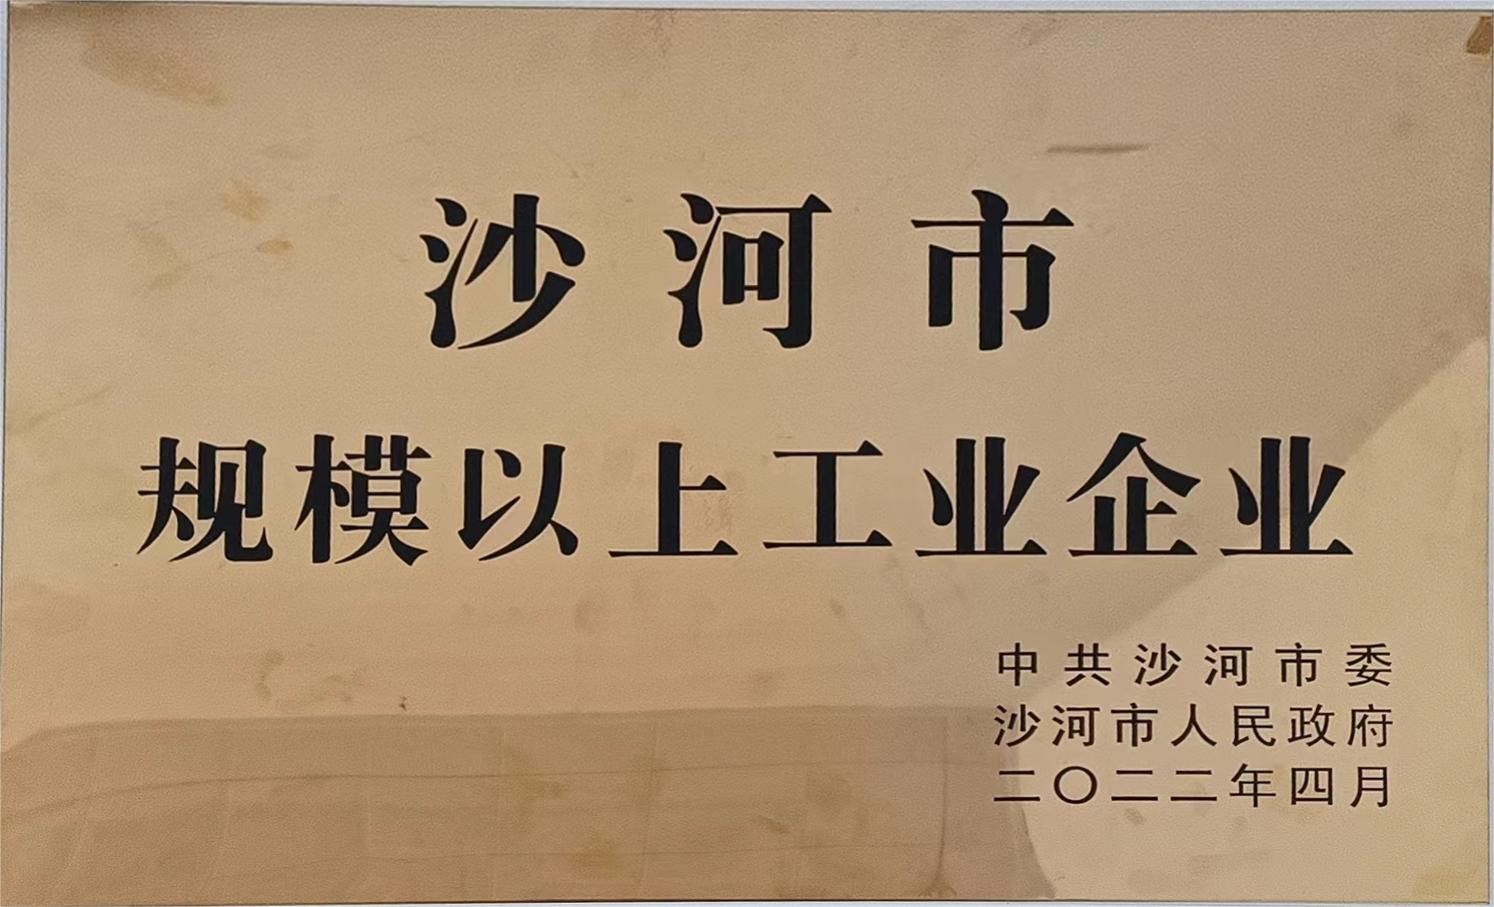 沙河市
规模以上工业企业
中共沙河市委
沙河市人民政府
二〇二二年四月